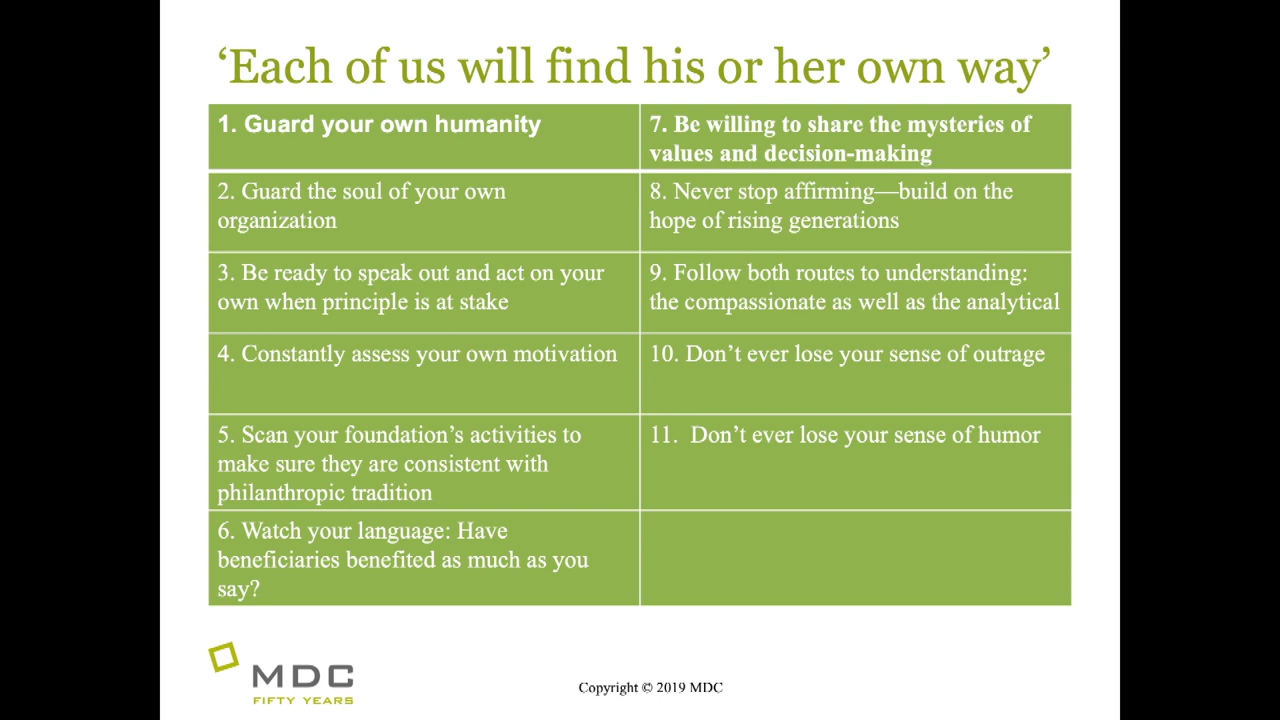 ‘Each of us will find his or her own way’
1. Guard your own humanity
2. Guard the soul of your own
organization
3. Be ready to speak out and act on your
own when principle is at stake
4. Constantly assess your own motivation
5. Scan your foundation’s activities to
make sure they are consistent with
philanthropic tradition
6. Watch your language: Have
beneficiaries benefited as much as you
say?
7. Be willing to share the mysteries of
values and decision-making
8. Never stop affirming—build on the
hope of rising generations
9. Follow both routes to understanding:
the compassionate as well as the analytical
10. Don’t ever lose your sense of outrage
11.  Don’t ever lose your sense of humor
MDC
FIFTY YEARS
Copyright © 2019 MDC